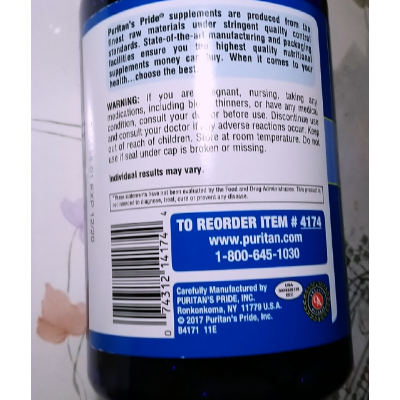 Puritan's Pride® supplements are produced from the
finest raw materials under stringent quality control
standards. State-of-the-art manufacturing and packaging
facilities ensure you the highest quality nutritional
supplements money can buy. When it comes to your
health...choose the best.
WARNING: If you are pregnant, nursing, taking any
medications, including blood thinners, or have any medical
condition, consult your doctor before use. Discontinue use
and consult your doctor if any adverse reactions occur. Keep
out of reach of children. Store at room temperature. Do not
use if seal under cap is broken or missing.
Individual results may vary.
*These statements have not been evaluated by the Food and Drug Administration. This product is
not intended to diagnose, treat, cure or prevent any disease.
EXP 12/20
0 74312 14174 4
TO REORDER ITEM # 4174
www.puritan.com
1-800-645-1030
Carefully Manufactured by
PURITAN'S PRIDE, INC.
Ronkonkoma, NY 11779 U.S.A.
© 2017 Puritan's Pride, Inc.
84171 11E